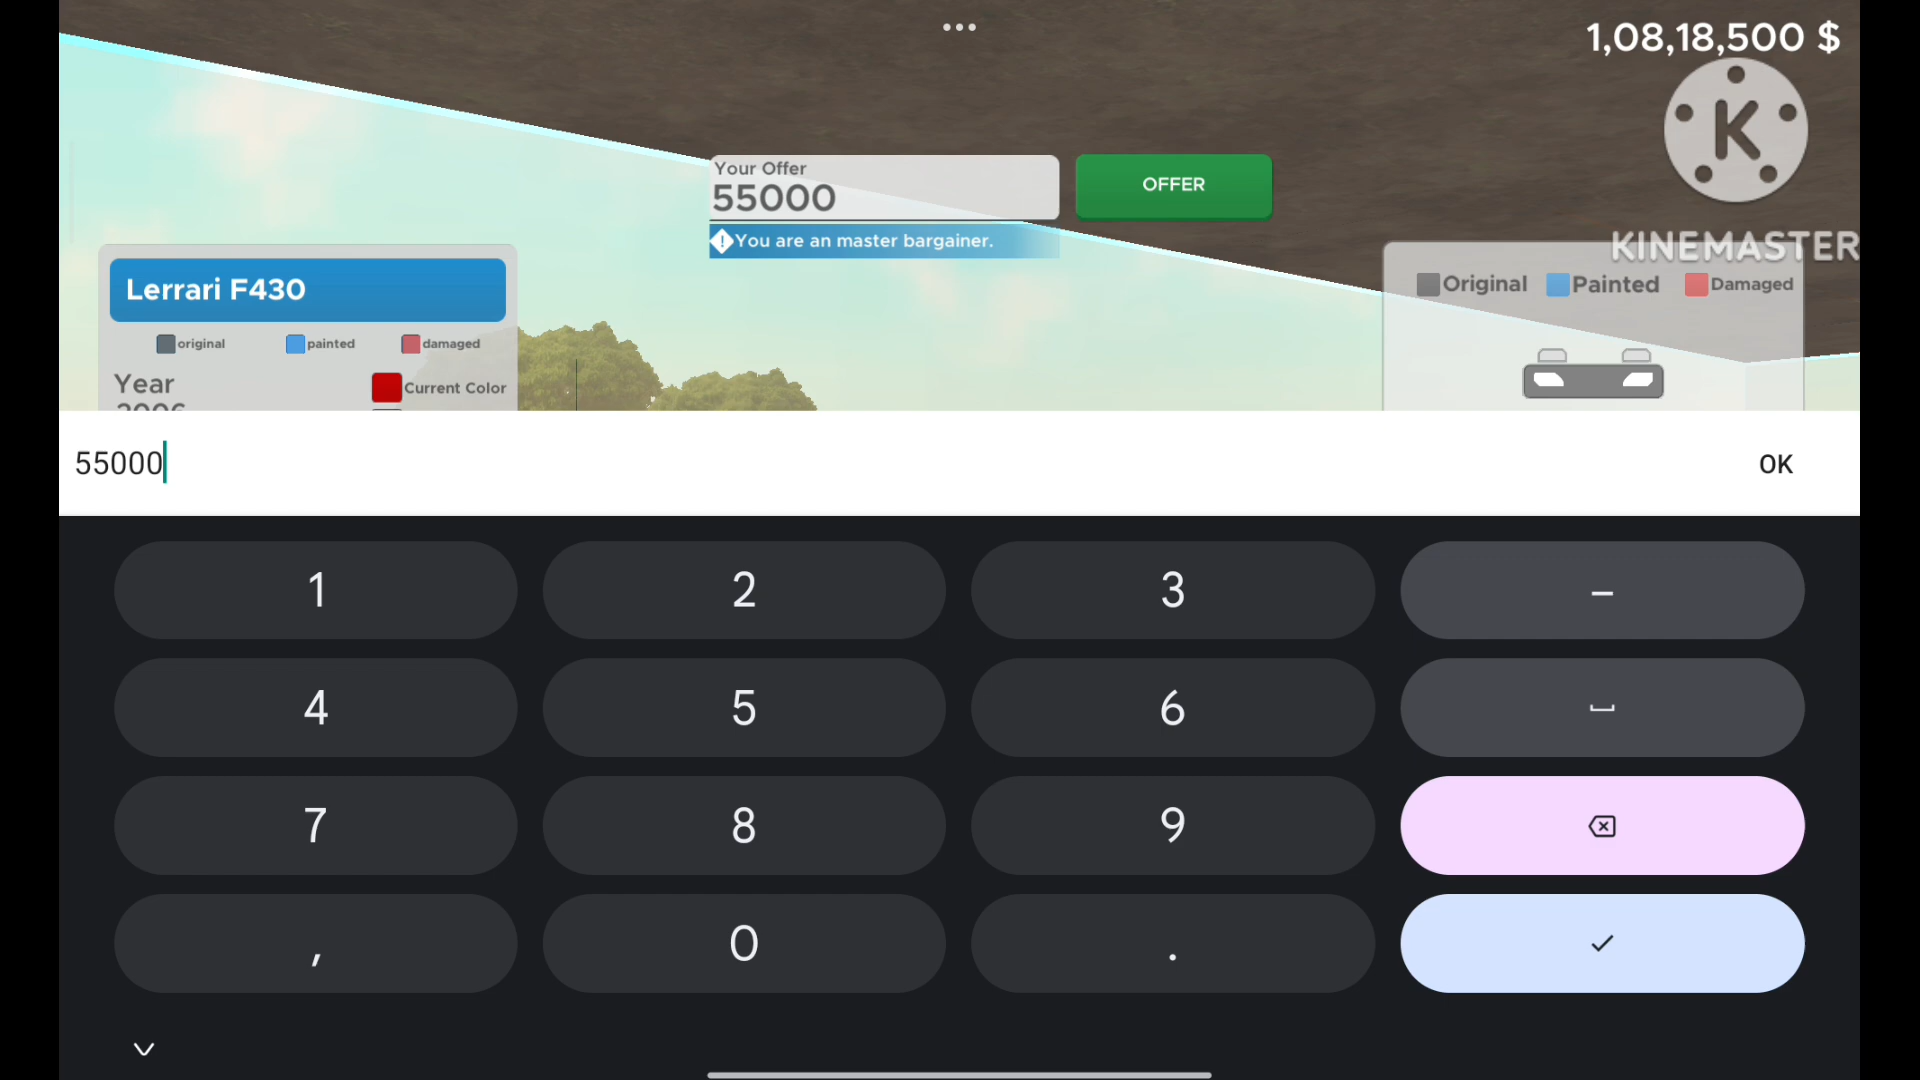 1,08,18,500 $
K
KINEMASTER
Your Offer
55000
OFFER
You are an master bargainer.
Lerrari F430
original painted damaged
Year
2006
Current Color
Original Painted Damaged
55000
OK
1 2 3 –
4 5 6
7 8 9
, 0 .